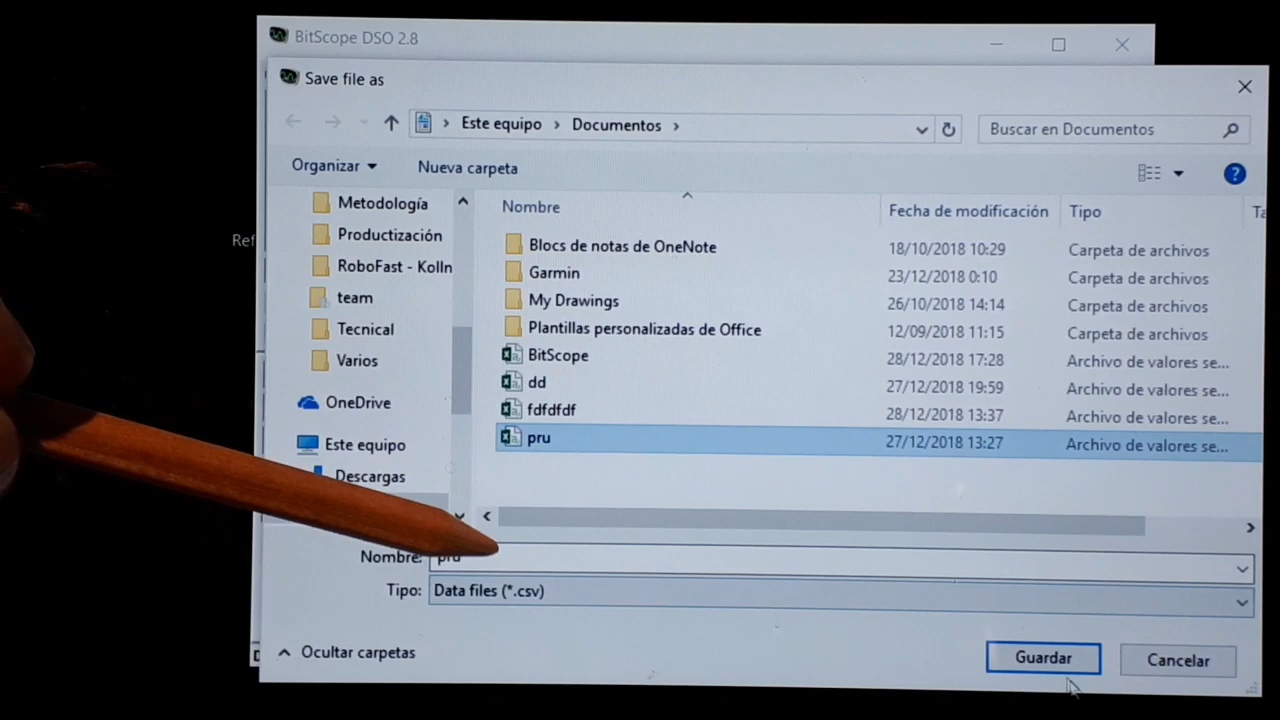 BitScope DSO 2.8
Save file as
Este equipo > Documentos >
Buscar en Documentos
Organizar
Nueva carpeta
Ref
Metodología
Productización
RoboFast - Kolln
team
Tecnical
Varios
OneDrive
Este equipo
Descargas
Nombre Fecha de modificación Tipo Ta
Blocs de notas de OneNote 18/10/2018 10:29 Carpeta de archivos
Garmin 23/12/2018 0:10 Carpeta de archivos
My Drawings 26/10/2018 14:14 Carpeta de archivos
Plantillas personalizadas de Office 12/09/2018 11:15 Carpeta de archivos
BitScope 28/12/2018 17:28 Archivo de valores se...
dd 27/12/2018 19:59 Archivo de valores se...
fdfdfdf 28/12/2018 13:37 Archivo de valores se...
pru 27/12/2018 13:27 Archivo de valores se...
Nombre: pru
Tipo: Data files (*.csv)
Ocultar carpetas
Guardar
Cancelar